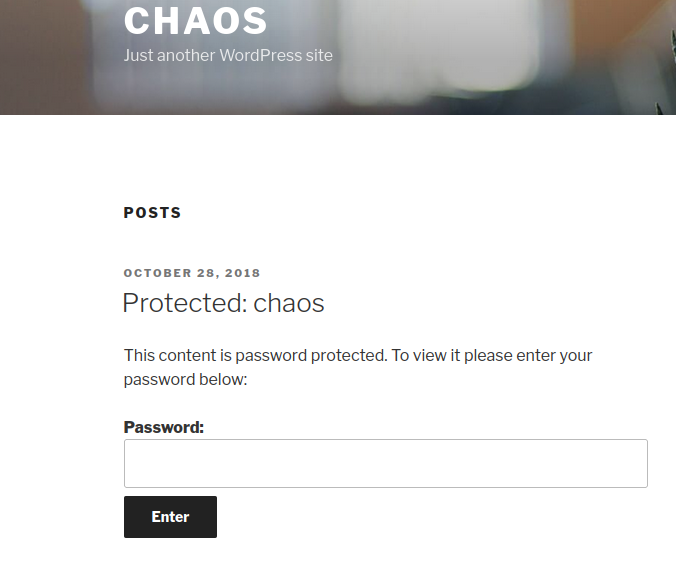 CHAOS
Just another WordPress site
POSTS
OCTOBER 28, 2018
Protected: chaos
This content is password protected. To view it please enter your
password below:
Password:
Enter